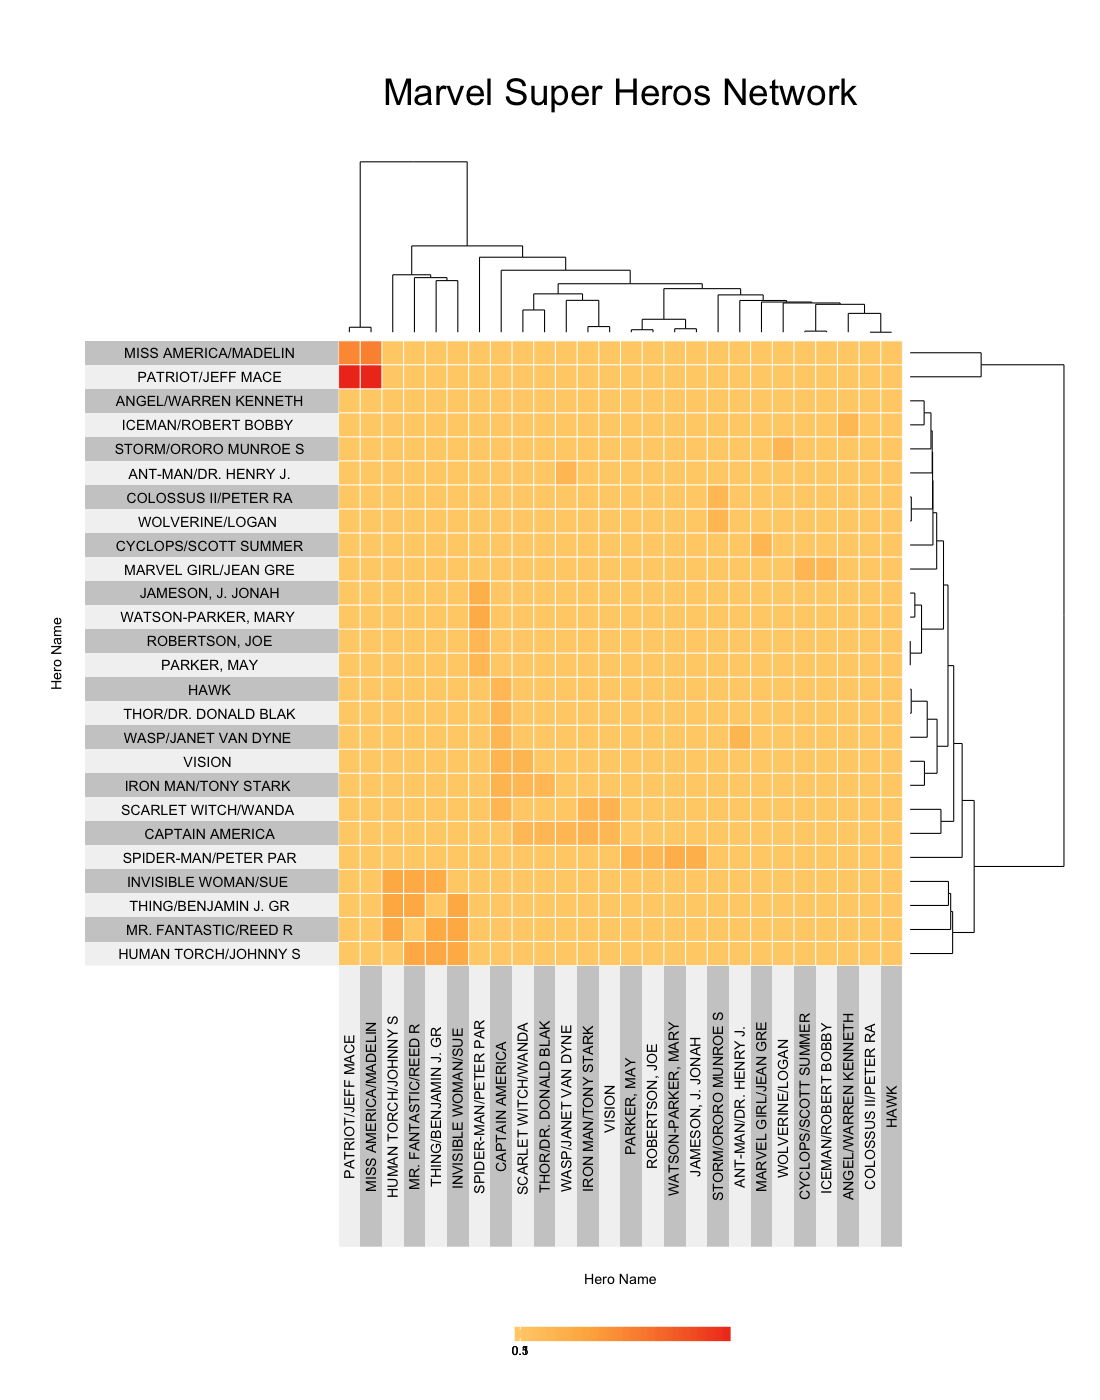 Marvel Super Heros Network
MISS AMERICA/MADELIN
PATRIOT/JEFF MACE
ANGEL/WARREN KENNETH
ICEMAN/ROBERT BOBBY
STORM/ORORO MUNROE S
ANT-MAN/DR. HENRY J.
COLOSSUS II/PETER RA
WOLVERINE/LOGAN
CYCLOPS/SCOTT SUMMER
MARVEL GIRL/JEAN GRE
JAMESON, J. JONAH
WATSON-PARKER, MARY
ROBERTSON, JOE
PARKER, MAY
HAWK
THOR/DR. DONALD BLAK
WASP/JANET VAN DYNE
VISION
IRON MAN/TONY STARK
SCARLET WITCH/WANDA
CAPTAIN AMERICA
SPIDER-MAN/PETER PAR
INVISIBLE WOMAN/SUE
THING/BENJAMIN J. GR
MR. FANTASTIC/REED R
HUMAN TORCH/JOHNNY S
Hero Name
PATRIOT/JEFF MACE
MISS AMERICA/MADELIN
HUMAN TORCH/JOHNNY S
MR. FANTASTIC/REED R
THING/BENJAMIN J. GR
INVISIBLE WOMAN/SUE
SPIDER-MAN/PETER PAR
CAPTAIN AMERICA
SCARLET WITCH/WANDA
THOR/DR. DONALD BLAK
WASP/JANET VAN DYNE
IRON MAN/TONY STARK
VISION
PARKER, MAY
ROBERTSON, JOE
WATSON-PARKER, MARY
JAMESON, J. JONAH
STORM/ORORO MUNROE S
ANT-MAN/DR. HENRY J.
MARVEL GIRL/JEAN GRE
WOLVERINE/LOGAN
CYCLOPS/SCOTT SUMMER
ICEMAN/ROBERT BOBBY
ANGEL/WARREN KENNETH
COLOSSUS II/PETER RA
HAWK
Hero Name